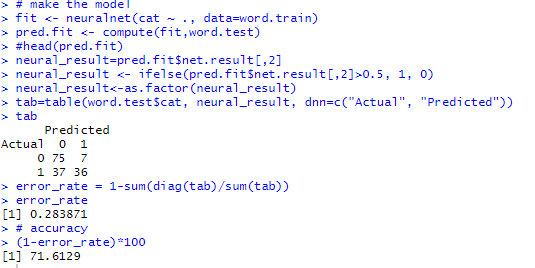 > # make the model
> fit <- neuralnet(cat ~ ., data=word.train)
> pred.fit <- compute(fit,word.test)
> #head(pred.fit)
> neural_result=pred.fit$net.result[,2]
> neural_result <- ifelse(pred.fit$net.result[,2]>0.5, 1, 0)
> neural_result<-as.factor(neural_result)
> tab=table(word.test$cat, neural_result, dnn=c("Actual", "Predicted"))
> tab
Predicted
Actual 0 1
0 75 7
1 37 36
> error_rate = 1-sum(diag(tab)/sum(tab))
> error_rate
[1] 0.283871
> # accuracy
> (1-error_rate)*100
[1] 71.6129